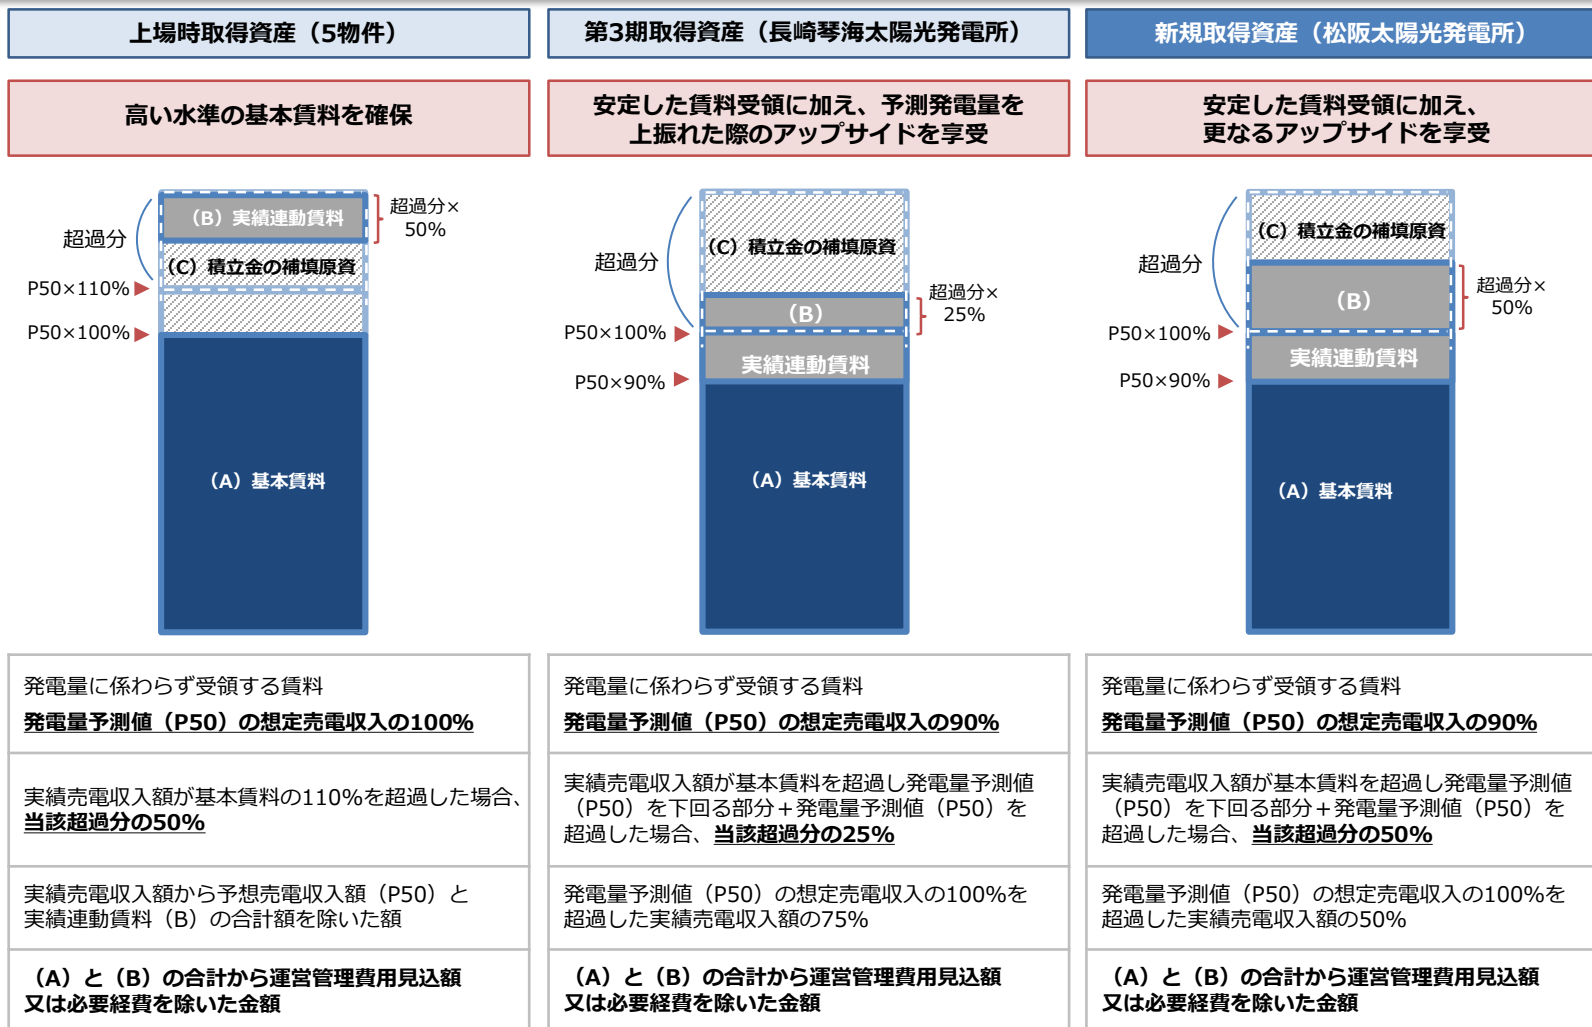 上場時取得資産（5物件）
高い水準の基本賃料を確保
（B）実績連動賃料
超過分×
50%
超過分
（C）積立金の補填原資
P50×110%
P50×100%
（A）基本賃料
発電量に係わらず受領する賃料
発電量予測値（P50）の想定売電収入の100%
実績売電収入額が基本賃料の110%を超過した場合、
当該超過分の50%
実績売電収入額から予想売電収入額（P50）と
実績連動賃料（B）の合計額を除いた額
（A）と（B）の合計から運営管理費用見込額
又は必要経費を除いた金額
第3期取得資産（長崎琴海太陽光発電所）
安定した賃料受領に加え、予測発電量を
上振れた際のアップサイドを享受
（C）積立金の補填原資
超過分
超過分×
25%
（B）
P50×100%
実績連動賃料
P50×90%
（A）基本賃料
発電量に係わらず受領する賃料
発電量予測値（P50）の想定売電収入の90%
実績売電収入額が基本賃料を超過し発電量予測値
（P50）を下回る部分＋発電量予測値（P50）を
超過した場合、当該超過分の25%
発電量予測値（P50）の想定売電収入の100%を
超過した実績売電収入額の75%
（A）と（B）の合計から運営管理費用見込額
又は必要経費を除いた金額
新規取得資産（松阪太陽光発電所）
安定した賃料受領に加え、
更なるアップサイドを享受
（C）積立金の補填原資
超過分
超過分×
50%
（B）
P50×100%
実績連動賃料
P50×90%
（A）基本賃料
発電量に係わらず受領する賃料
発電量予測値（P50）の想定売電収入の90%
実績売電収入額が基本賃料を超過し発電量予測値
（P50）を下回る部分＋発電量予測値（P50）を
超過した場合、当該超過分の50%
発電量予測値（P50）の想定売電収入の100%を
超過した実績売電収入額の50%
（A）と（B）の合計から運営管理費用見込額
又は必要経費を除いた金額